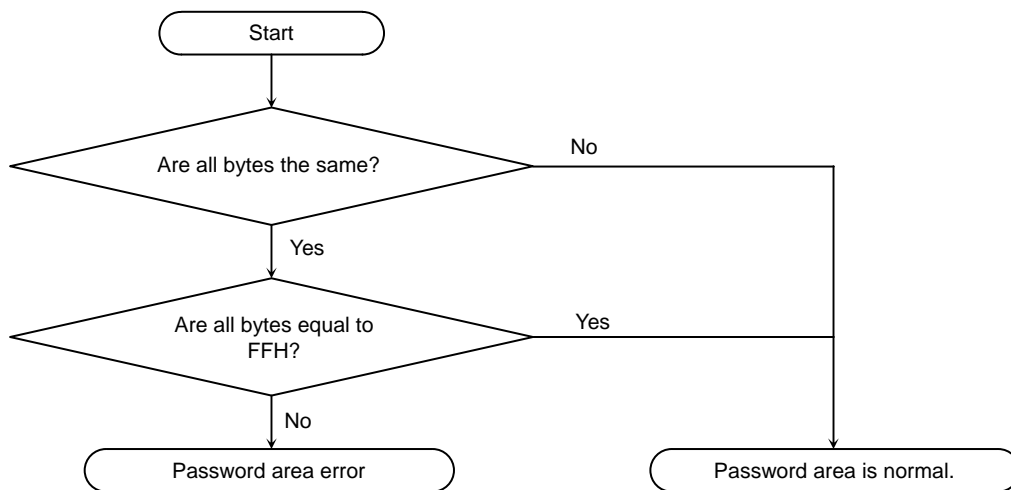 Start
Are all bytes the same?
No
Yes
Are all bytes equal to
FFH?
Yes
No
Password area error
Password area is normal.